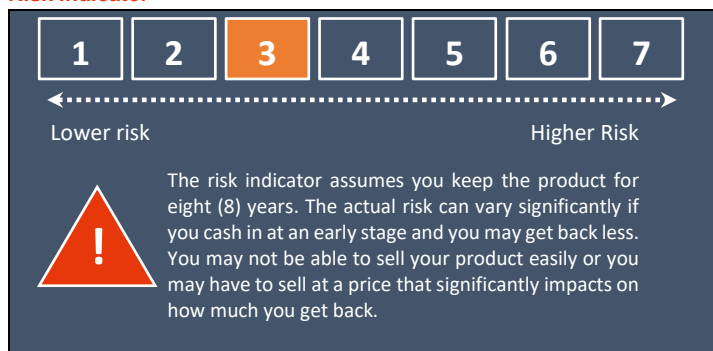 1 2 3 4 5 6 7
Lower risk Higher Risk
The risk indicator assumes you keep the product for
eight (8) years. The actual risk can vary significantly if
you cash in at an early stage and you may get back less.
! You may not be able to sell your product easily or you
may have to sell at a price that significantly impacts on
how much you get back.